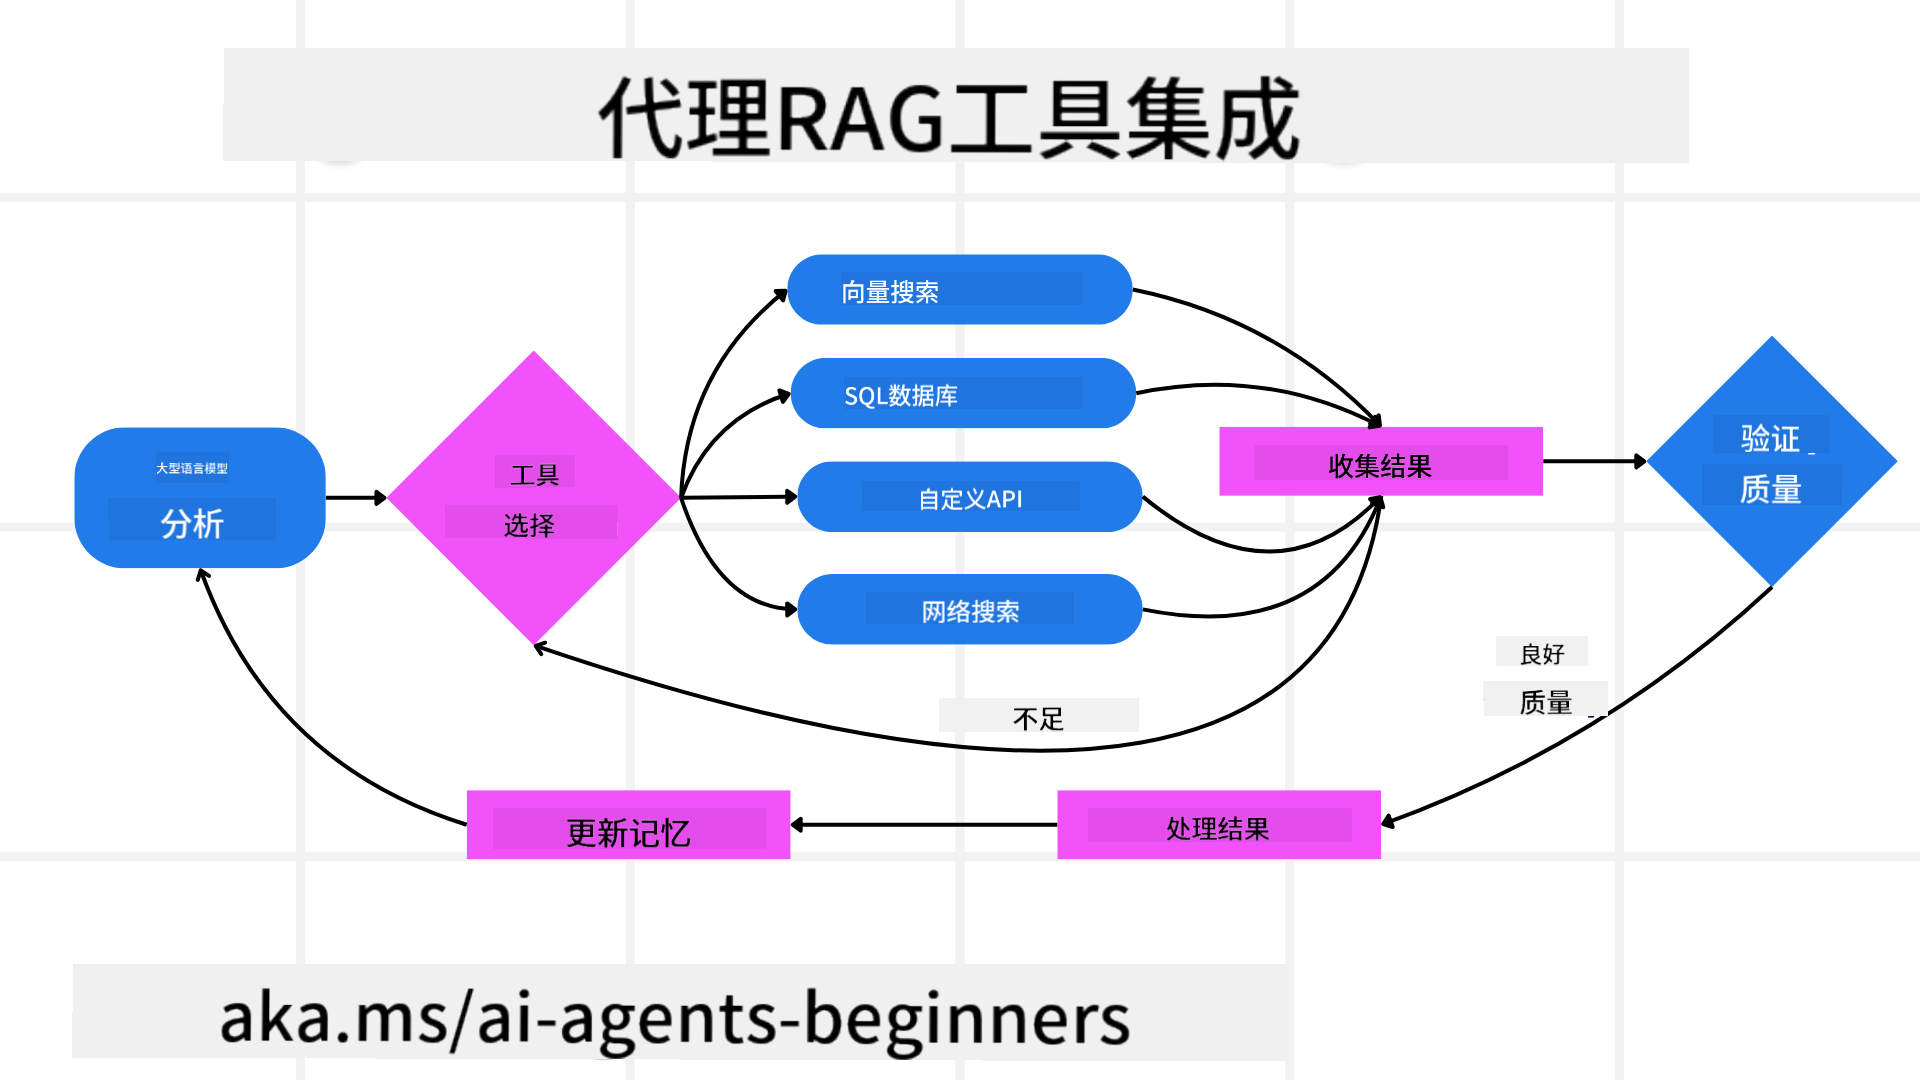 代理RAG工具集成
向量搜索
SQL数据库
自定义API
网络搜索
大型语言模型
分析
工具
选择
收集结果
验证
质量
良好
质量
不足
更新记忆
处理结果
aka.ms/ai-agents-beginners